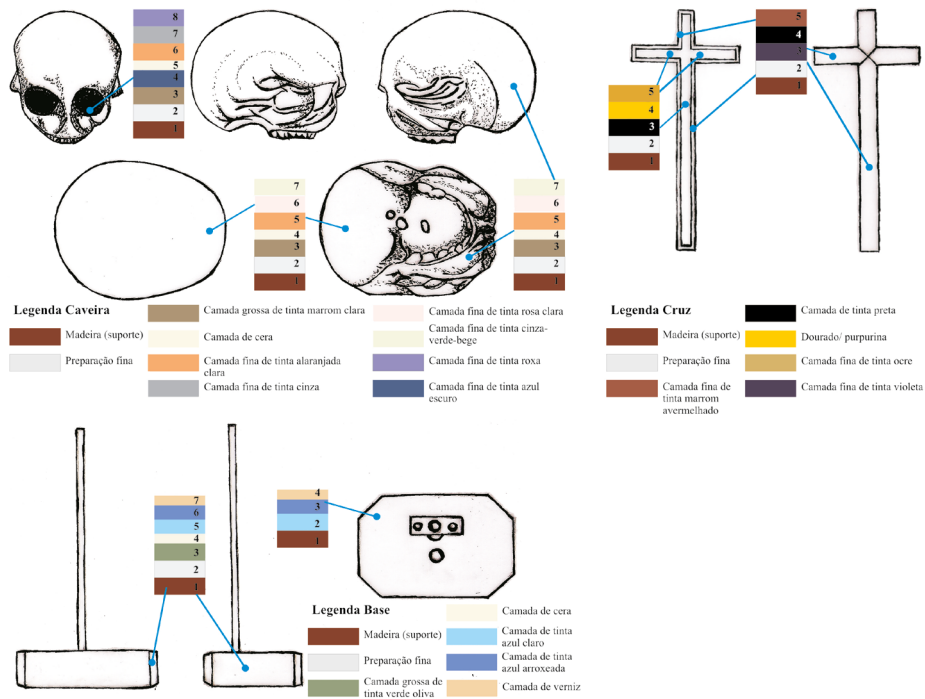 8
7
6
5
4
3
2
1
7
6
5
4
3
2
1
7
6
5
4
3
2
1
5
4
3
2
1
5
4
3
2
1
Legenda Caveira
Madeira (suporte)
Preparação fina
Camada grossa de tinta marrom clara
Camada de cera
Camada fina de tinta alaranjada
clara
Camada fina de tinta cinza
Camada fina de tinta rosa clara
Camada fina de tinta cinza-
verde-bege
Camada fina de tinta roxa
Camada fina de tinta azul
escuro
Legenda Cruz
Madeira (suporte)
Preparação fina
Camada fina de
tinta marrom
avermelhado
Camada de tinta preta
Dourado/ purpurina
Camada fina de tinta ocre
Camada fina de tinta violeta
7
6
5
4
3
2
1
4
3
2
1
Legenda Base
Madeira (suporte)
Preparação fina
Camada grossa de
tinta verde oliva
Camada de cera
Camada de tinta
azul claro
Camada de tinta
azul arroxeada
Camada de verniz